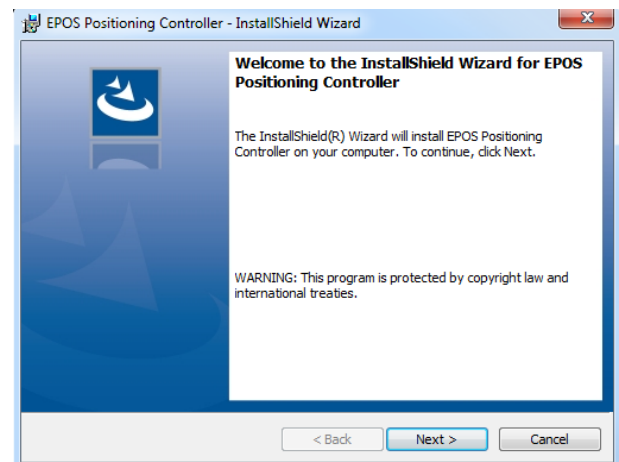 EPOS Positioning Controller - InstallShield Wizard
Welcome to the InstallShield Wizard for EPOS
Positioning Controller
The InstallShield(R) Wizard will install EPOS Positioning
Controller on your computer. To continue, click Next.
WARNING: This program is protected by copyright law and
international treaties.
< Back
Next >
Cancel